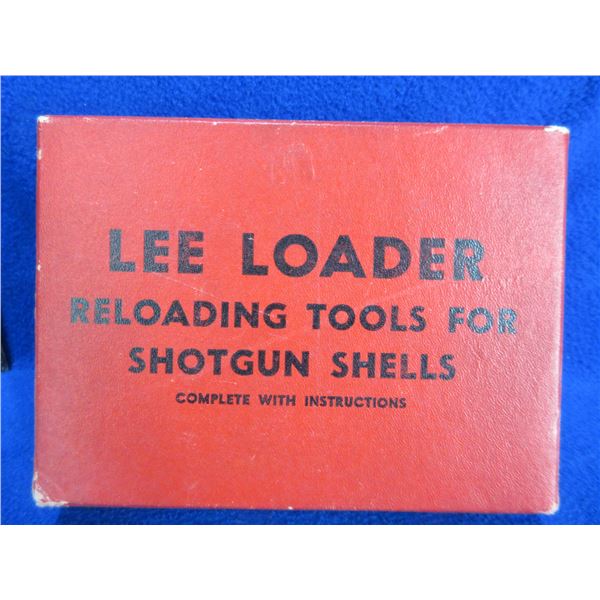 LEE LOADER
RELOADING TOOLS FOR
SHOTGUN SHELLS
COMPLETE WITH INSTRUCTIONS